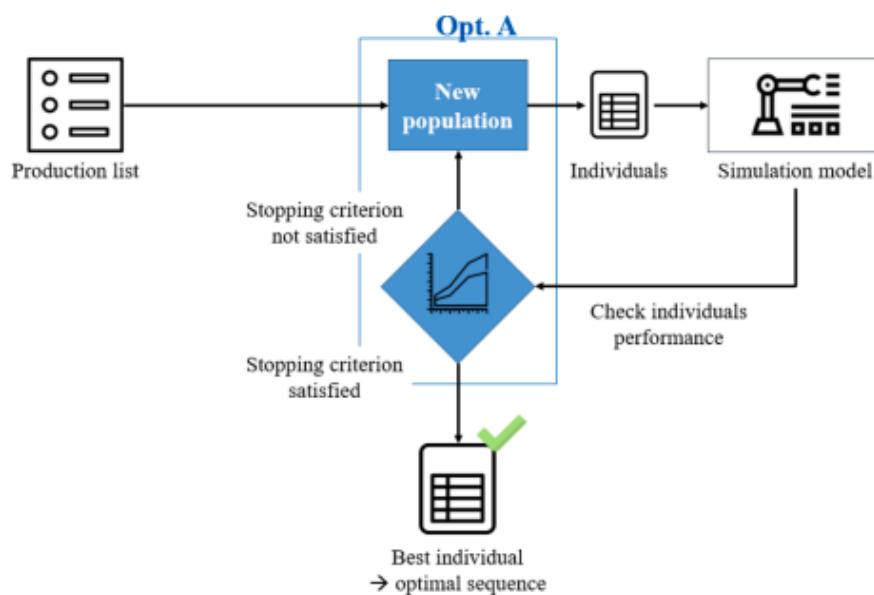 Opt. A
New
population
Production list
Individuals
Simulation model
Stopping criterion
not satisfied
Check individuals
performance
Stopping criterion
satisfied
Best individual
→ optimal sequence